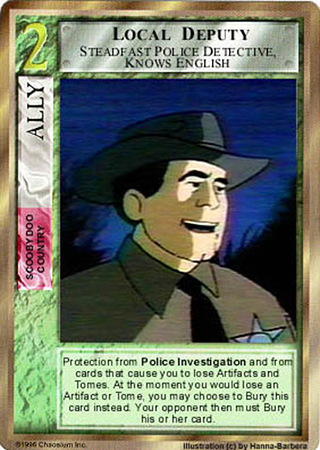 2
LOCAL DEPUTY
STEADFAST POLICE DETECTIVE,
KNOWS ENGLISH
ALLY
SCOOBY DOO
COUNTRY
Protection from Police Investigation and from
cards that cause you to lose Artifacts and
Tomes. At the moment you would lose an
Artifact or Tome, you may choose to Bury this
card instead. Your opponent then must Bury
his or her card.
©1996 Chaosium Inc.
Illustration (c) by Hanna-Barbera